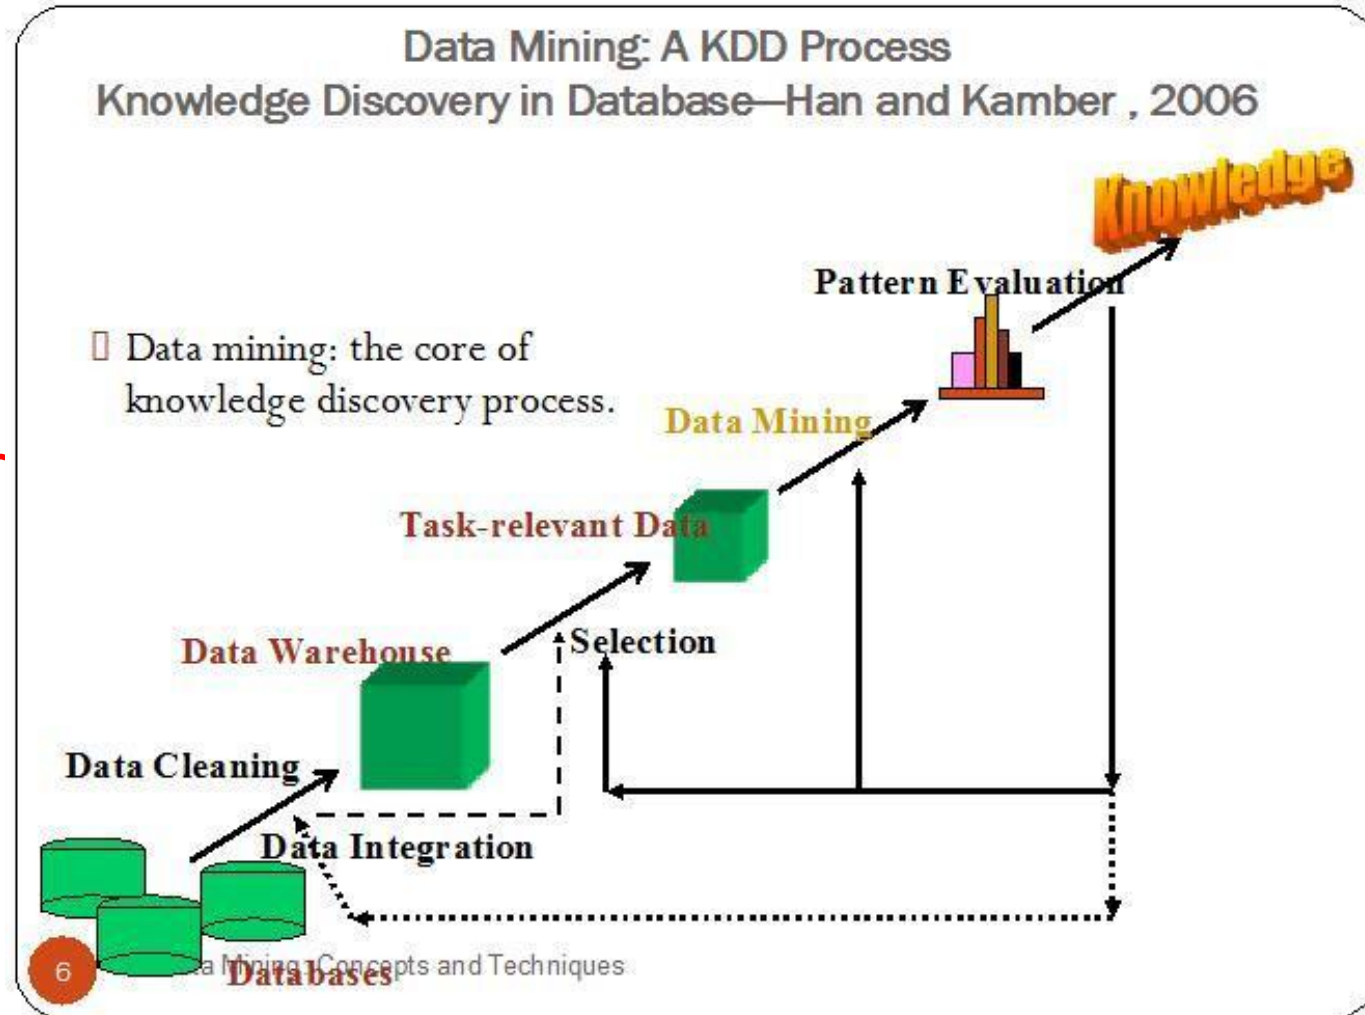 Data Mining: A KDD Process
Knowledge Discovery in Database—Han and Kamber , 2006
Knowledge
Pattern Evaluation
Data mining: the core of
knowledge discovery process.
Data Mining
Task-relevant Data
Selection
Data Warehouse
Data Cleaning
Data Integration
6
Mining: Concepts and Techniques
Databases